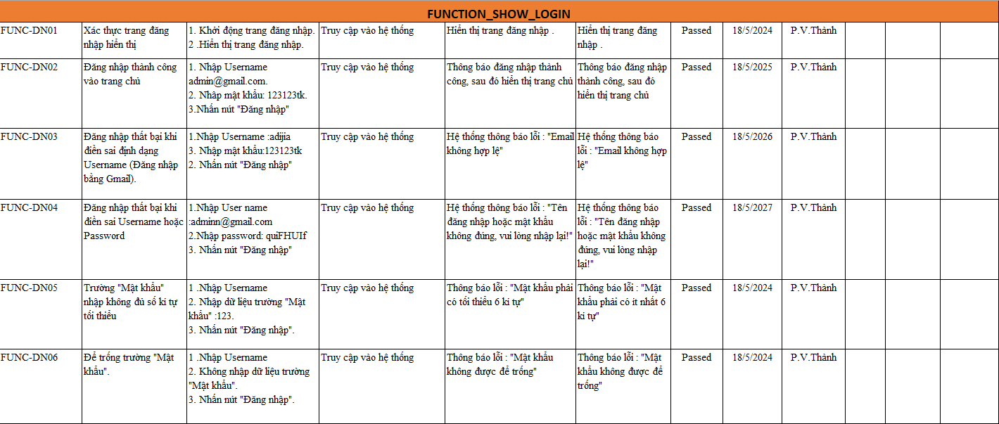 FUNCTION_SHOW_LOGIN
FUNC-DN01
Xác thực trang đăng
nhập hiển thị
1. Khởi động trang đăng nhập.
2 .Hiển thị trang đăng nhập.
Truy cập vào hệ thống
Hiển thị trang đăng nhập .
Hiển thị trang đăng
nhập .
Passed
18/5/2024
P.V.Thành
FUNC-DN02
Đăng nhập thành công
vào trang chủ
1. Nhập Username
admin@gmail.com.
2. Nhâp mật khẩu: 123123tk.
3.Nhấn nút "Đăng nhập"
Truy cập vào hệ thống
Thông báo đăng nhập thành
công, sau đó hiển thị trang chủ
Thông báo đăng nhập
thành công, sau đó
hiển thị trang chủ
Passed
18/5/2025
P.V.Thành
FUNC-DN03
Đăng nhập thất bại khi
điền sai định dạng
Username (Đăng nhập
bằng Gmail).
1.Nhập Username :adijia
3. Nhập mật khẩu:123123tk
2. Nhấn nút "Đăng nhập"
Truy cập vào hệ thống
Hệ thống thông báo lỗi : "Email
không hợp lệ"
Hệ thống thông báo
lỗi : "Email không hợp
lệ"
Passed
18/5/2026
P.V.Thành
FUNC-DN04
Đăng nhập thất bại khi
điền sai Username hoặc
Password
1.Nhập User name
:adminn@gmail.com
2.Nhập password: quiFHUIf
3. Nhấn nút "Đăng nhập"
Truy cập vào hệ thống
Hệ thống thông báo lỗi : "Tên
đăng nhập hoặc mật khẩu
không đúng, vui lòng nhập lại!"
Hệ thống thông báo
lỗi : "Tên đăng nhập
hoặc mật khẩu không
đúng, vui lòng nhập
lại!"
Passed
18/5/2027
P.V.Thành
FUNC-DN05
Trường "Mật khẩu"
nhập không đủ số kí tự
tối thiểu
1 .Nhập Username
2. Nhập dữ liệu trường "Mật
khẩu" :123.
3. Nhấn nút "Đăng nhập".
Truy cập vào hệ thống
Thông báo lỗi : "Mật khẩu phải
có tối thiểu 6 kí tự"
Thông báo lỗi : "Mật
khẩu phải có ít nhất 6
kí tự"
Passed
18/5/2024
P.V.Thành
FUNC-DN06
Để trống trường "Mật
khẩu".
1 .Nhập Username
2. Không nhập dữ liệu trường
"Mật khẩu".
3. Nhấn nút "Đăng nhập".
Truy cập vào hệ thống
Thông báo lỗi : "Mật khẩu
không được để trống"
Thông báo lỗi : "Mật
khẩu không được để
trống"
Passed
18/5/2024
P.V.Thành